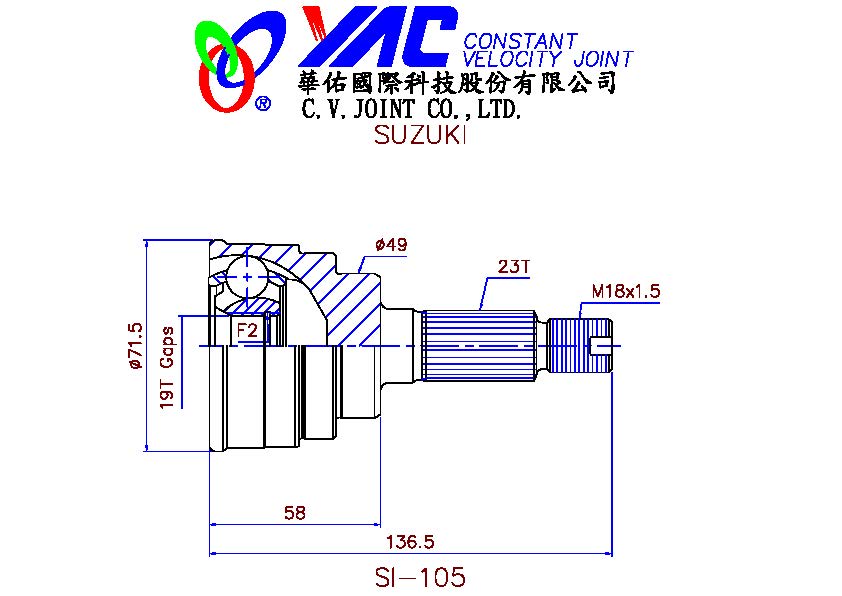 YAC CONSTANT
VELOCITY JOINT
華佑國際科技股份有限公司
®
C.V.JOINT CO.,LTD.
SUZUKI
ø49
23T
M18x1.5
F2
ø71.5
19T Gaps
58
136.5
SI-105